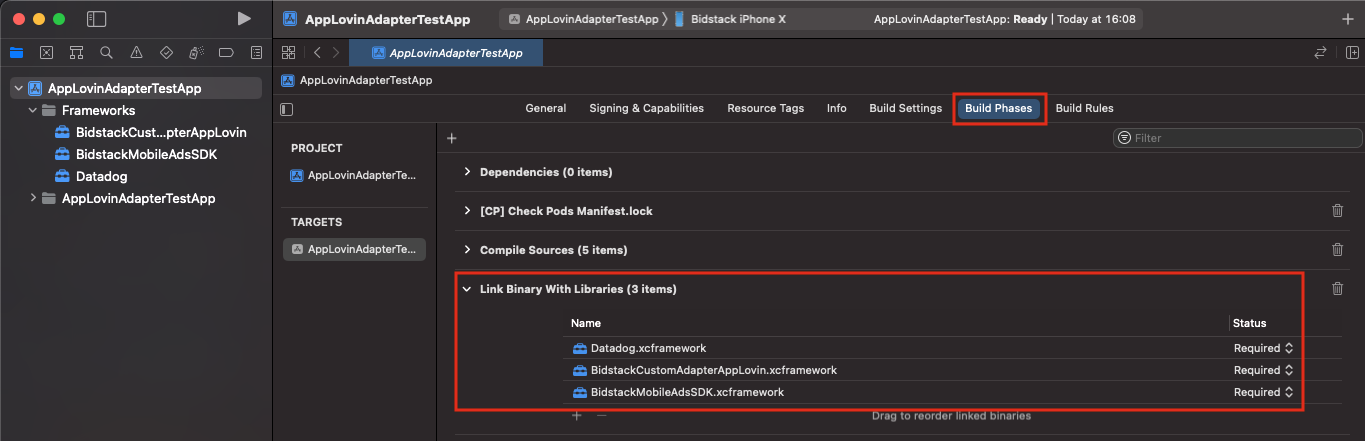 AppLovinAdapterTestApp
AppLovinAdapterTestApp
Bidstack iPhone X
AppLovinAdapterTestApp: Ready | Today at 16:08
AppLovinAdapterTestApp
AppLovinAdapterTestApp
AppLovinAdapterTestApp
Frameworks
BidstackCust...pterAppLovin
BidstackMobileAdsSDK
Datadog
AppLovinAdapterTestApp
General
Signing & Capabilities
Resource Tags
Info
Build Settings
Build Phases
Build Rules
PROJECT
AppLovinAdapterTe...
TARGETS
AppLovinAdapterTe...
Filter
Dependencies (0 items)
[CP] Check Pods Manifest.lock
Compile Sources (5 items)
Link Binary With Libraries (3 items)
Name Status
Datadog.xcframework Required
BidstackCustomAdapterAppLovin.xcframework Required
BidstackMobileAdsSDK.xcframework Required
Drag to reorder linked binaries